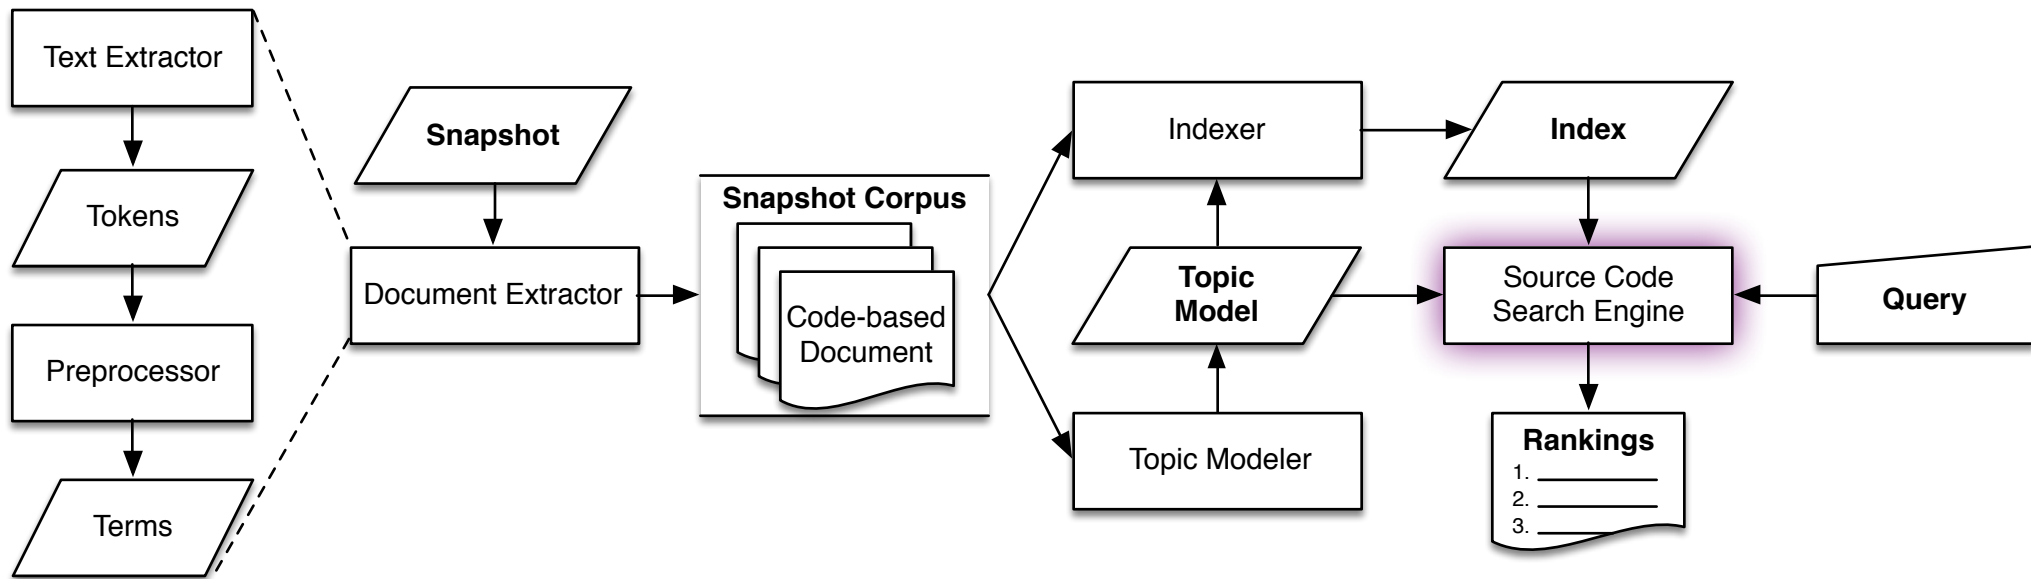 Text Extractor
Tokens
Preprocessor
Terms
Snapshot
Document Extractor
Snapshot Corpus
Code-based
Document
Indexer
Topic
Model
Topic Modeler
Index
Source Code
Search Engine
Query
Rankings
1.
2.
3.